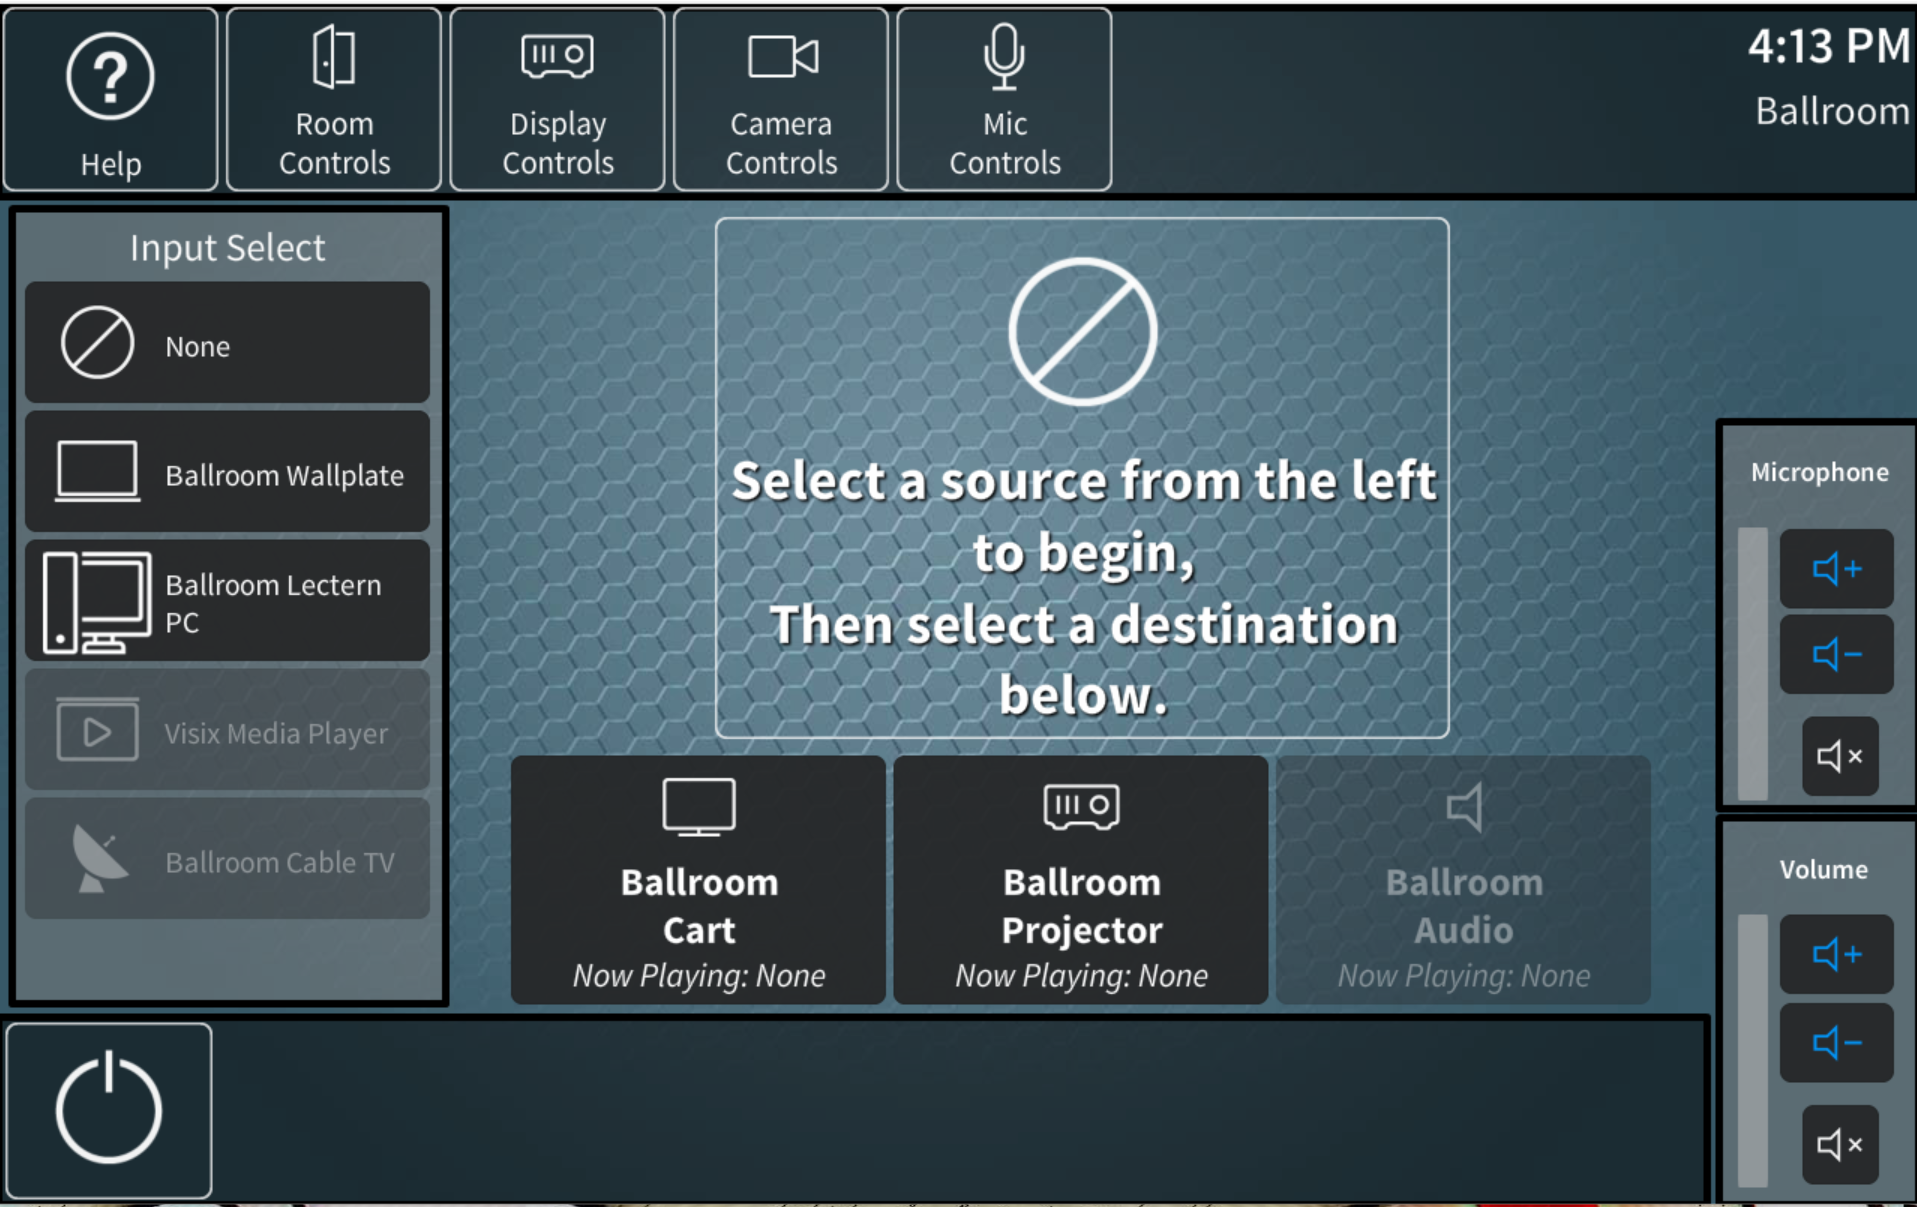 Help
Room
Controls
Display
Controls
Camera
Controls
Mic
Controls
4:13 PM
Ballroom
Input Select
None
Ballroom Wallplate
Ballroom Lectern
PC
Visix Media Player
Ballroom Cable TV
Select a source from the left
to begin,
Then select a destination
below.
Ballroom
Cart
Now Playing: None
Ballroom
Projector
Now Playing: None
Ballroom
Audio
Now Playing: None
Microphone
Volume